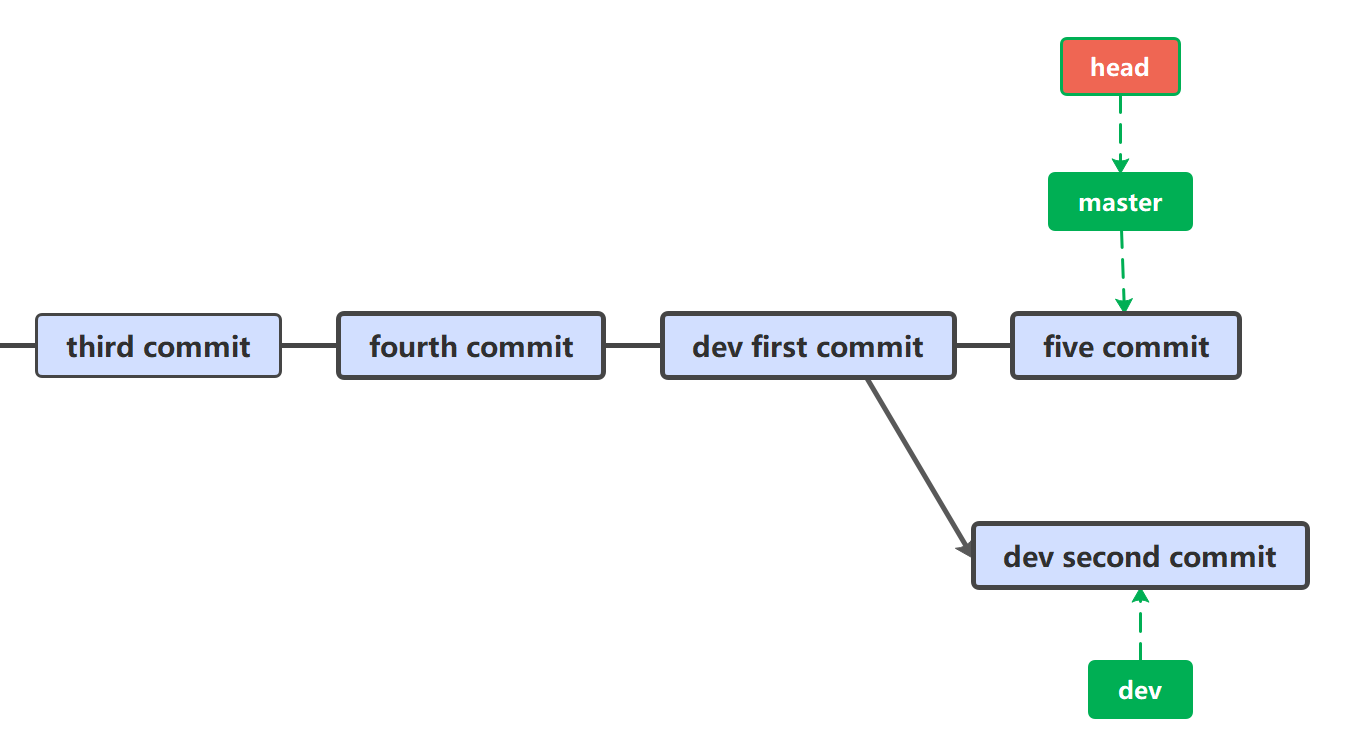 head
master
third commit
fourth commit
dev first commit
five commit
dev second commit
dev